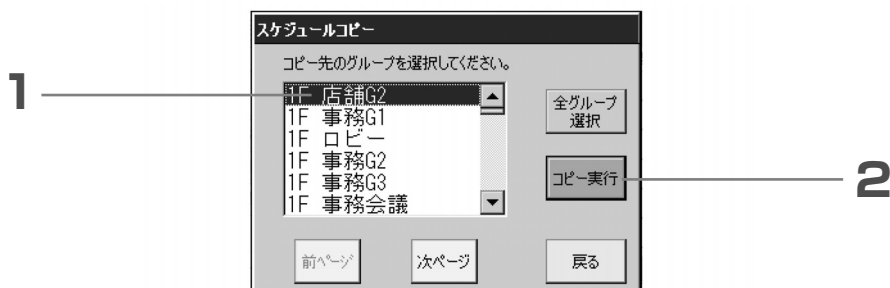 スケジュールコピー
コピー先のグループを選択してください。
1
1F 店舗G2
1F 事務G1
1F ロビー
1F 事務G2
1F 事務G3
1F 事務会議
全グループ
選択
コピー実行
2
前ページ
次ページ
戻る